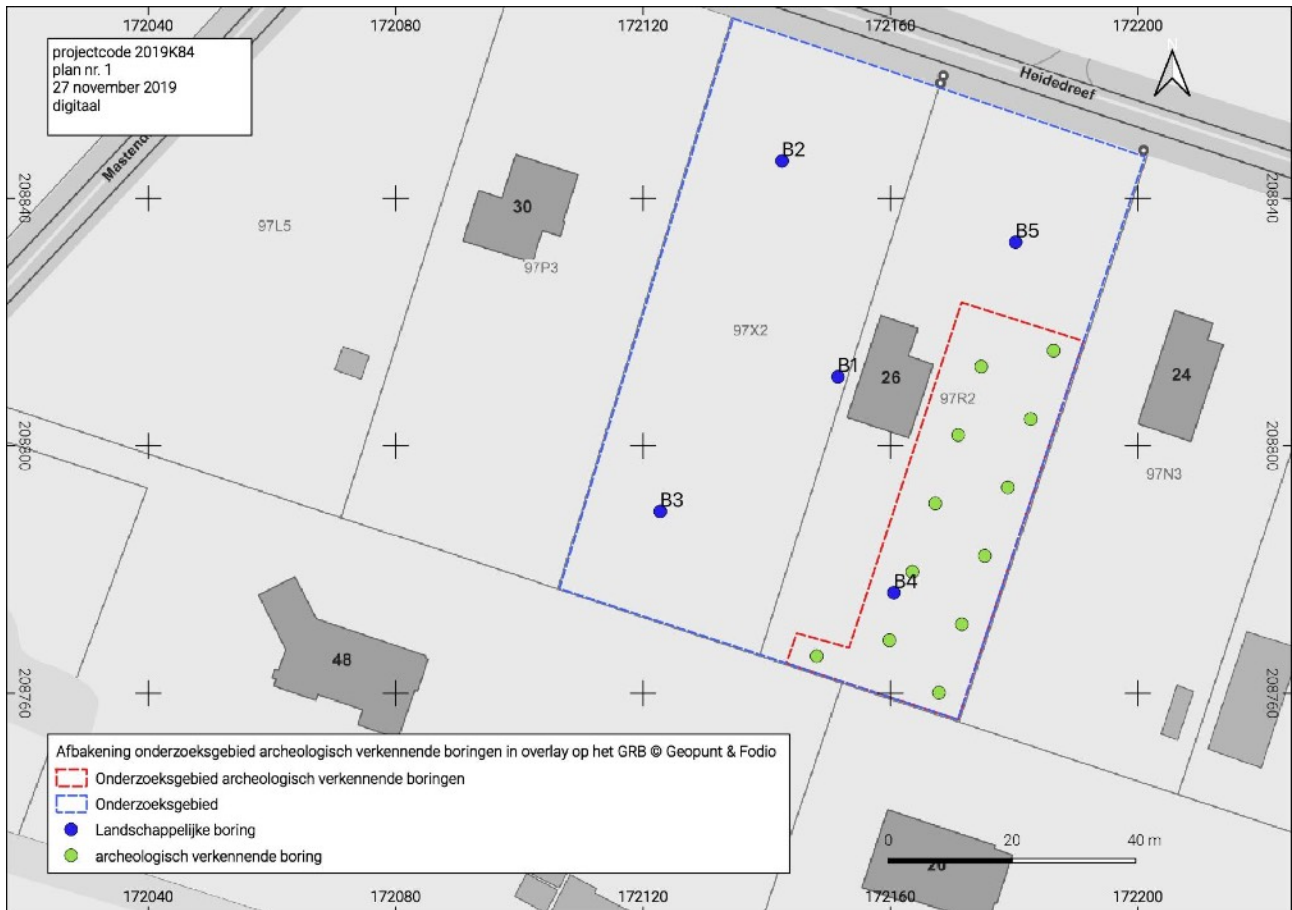 172040 172080 172120 172160 172200
projectcode 2019K84
plan nr. 1
27 november 2019
digitaal
N
Heidedreef
B2
208840
208840
30
97L5
B5
97P3
97X2
B1
26
24
97R2
208800
208800
97N3
B3
B4
48
208760
208760
Afbakening onderzoeksgebied archeologisch verkennende boringen in overlay op het GRB © Geopunt & Fodio
Onderzoeksgebied archeologisch verkennende boringen
Onderzoeksgebied
Landschappelijke boring
archeologisch verkennende boring
0 20 40 m
20
172040 172080 172120 172160 172200